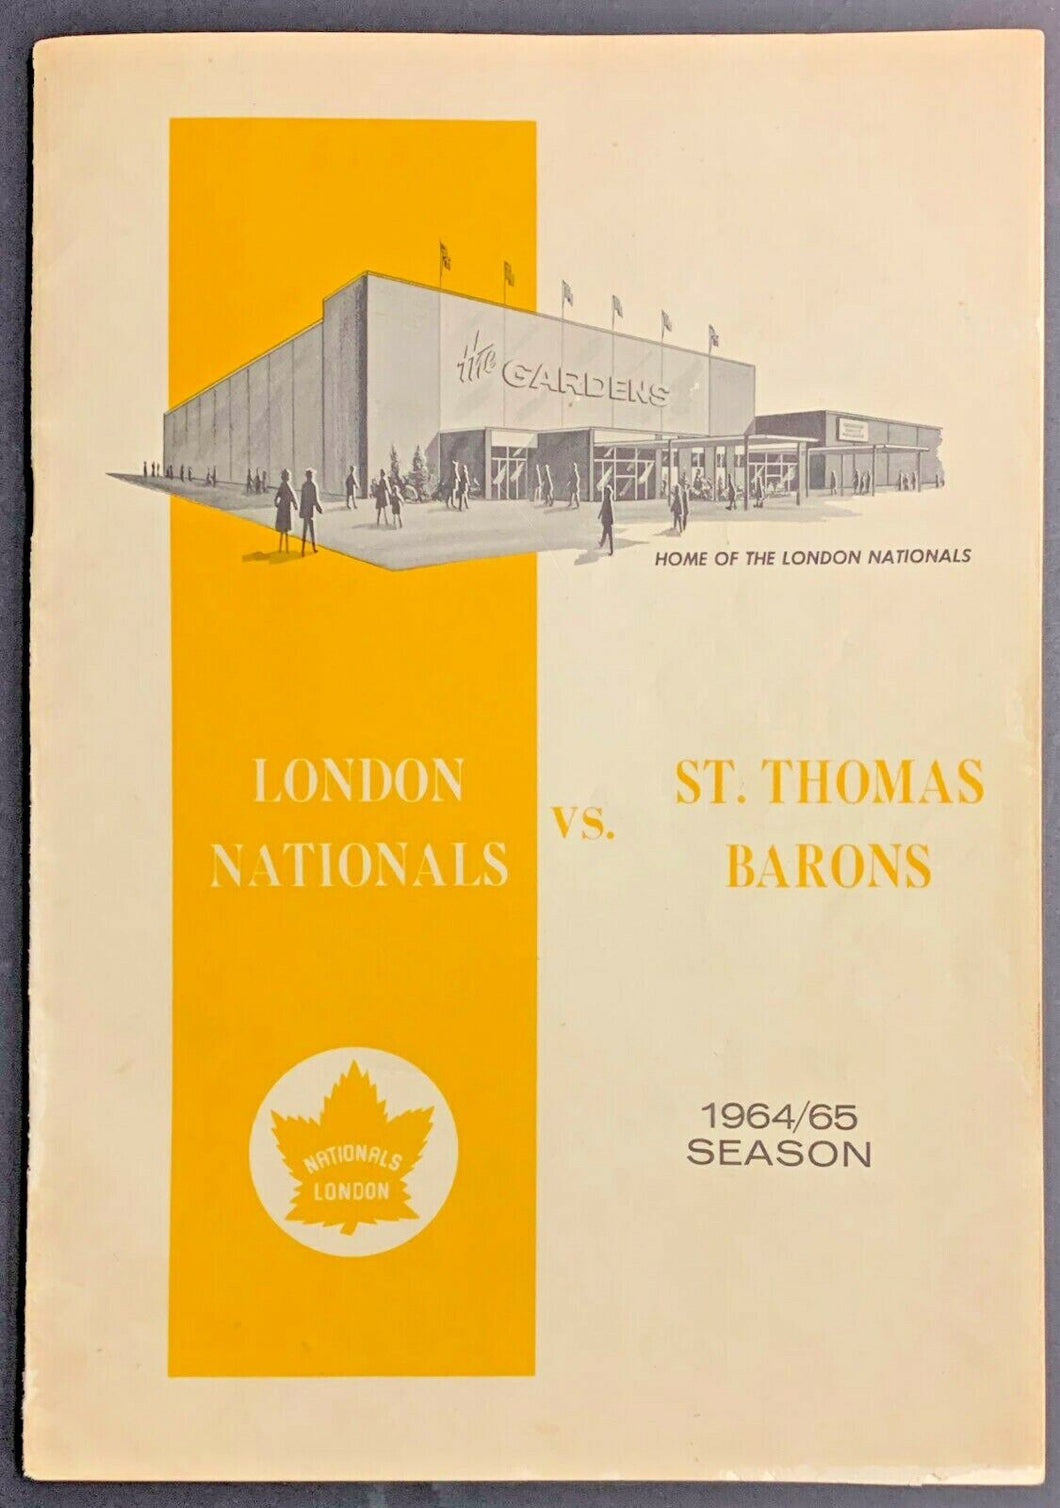 the GARDENS
HOME OF THE LONDON NATIONALS
LONDON
NATIONALS
vs.
ST. THOMAS
BARONS
NATIONALS
LONDON
1964/65
SEASON